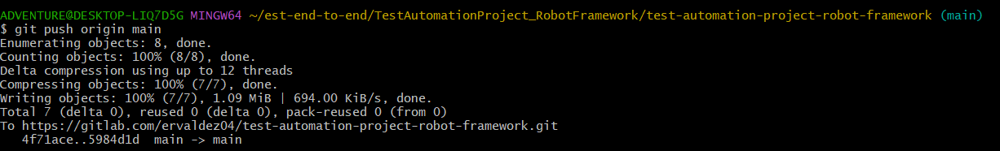 ADVENTURE@DESKTOP-LIQ7D5G MINGW64 ~/est-end-to-end/TestAutomationProject_RobotFramework/test-automation-project-robot-framework (main)
$ git push origin main
Enumerating objects: 8, done.
Counting objects: 100% (8/8), done.
Delta compression using up to 12 threads
Compressing objects: 100% (7/7), done.
Writing objects: 100% (7/7), 1.09 MiB | 694.00 KiB/s, done.
Total 7 (delta 0), reused 0 (delta 0), pack-reused 0 (from 0)
To https://gitlab.com/ervaldez04/test-automation-project-robot-framework.git
   4f71ace..5984d1d  main -> main